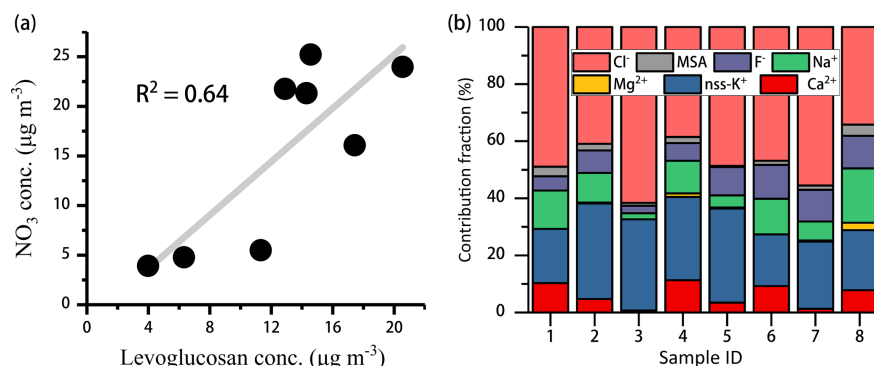 (a)
R² = 0.64
NO₃ conc. (μg m⁻³)
25
20
15
10
5
0
0 4 8 12 16 20
Levoglucosan conc. (μg m⁻³)
(b)
Cl⁻ MSA F⁻ Na⁺
Mg²⁺ nss-K⁺ Ca²⁺
Contribution fraction (%)
100
80
60
40
20
0
1 2 3 4 5 6 7 8
Sample ID